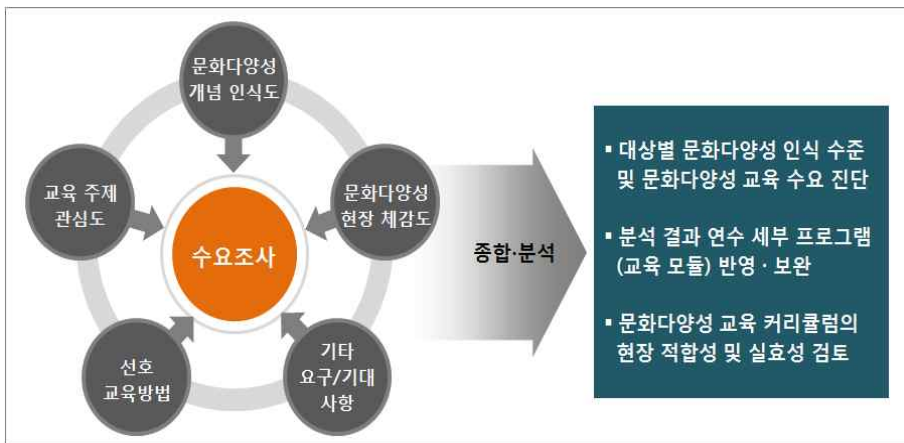 문화다양성
개념 인식도
교육 주제
관심도
문화다양성
현장 체감도
수요조사
선호
교육방법
기타
요구/기대
사항
종합·분석
▪ 대상별 문화다양성 인식 수준
및 문화다양성 교육 수요 진단
▪ 분석 결과 연수 세부 프로그램
(교육 모듈) 반영 · 보완
▪ 문화다양성 교육 커리큘럼의
현장 적합성 및 실효성 검토